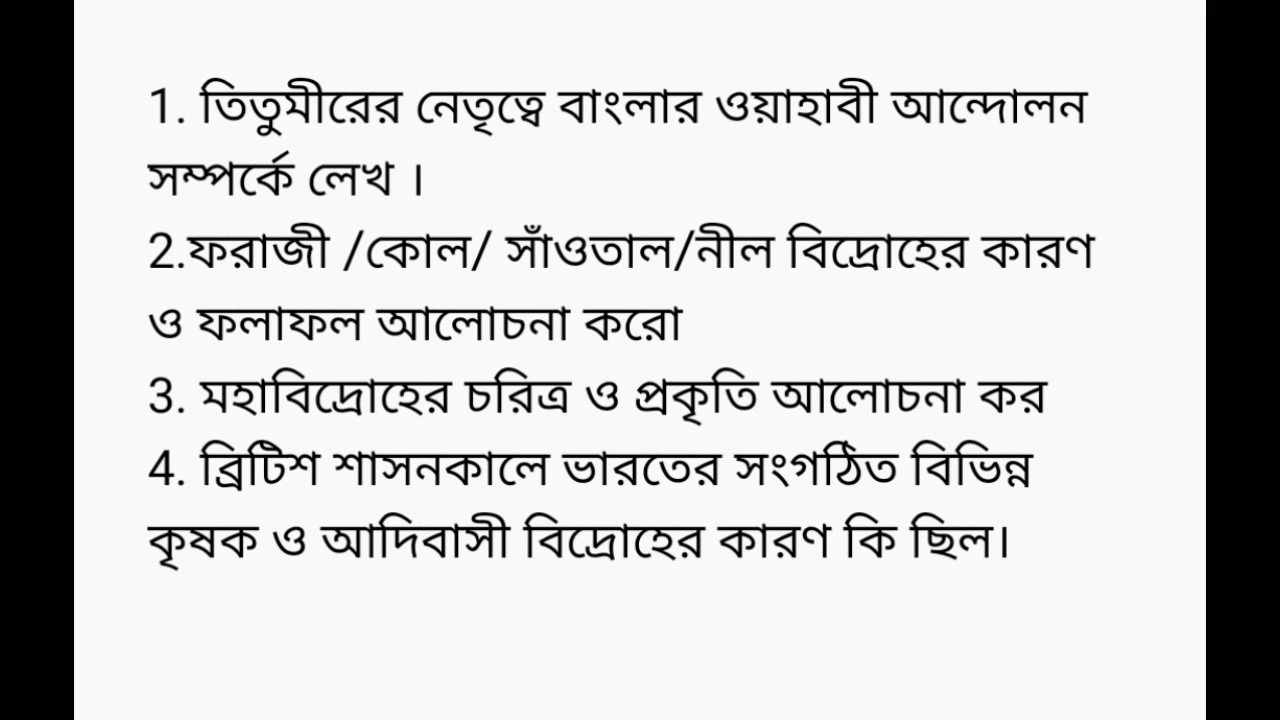 1. তিতুমীরের নেতৃত্বে বাংলার ওয়াহাবী আন্দোলন
সম্পর্কে লেখ ।
2.ফরাজী /কোল/ সাঁওতাল/নীল বিদ্রোহের কারণ
ও ফলাফল আলোচনা করো
3. মহাবিদ্রোহের চরিত্র ও প্রকৃতি আলোচনা কর
4. ব্রিটিশ শাসনকালে ভারতের সংগঠিত বিভিন্ন
কৃষক ও আদিবাসী বিদ্রোহের কারণ কি ছিল।